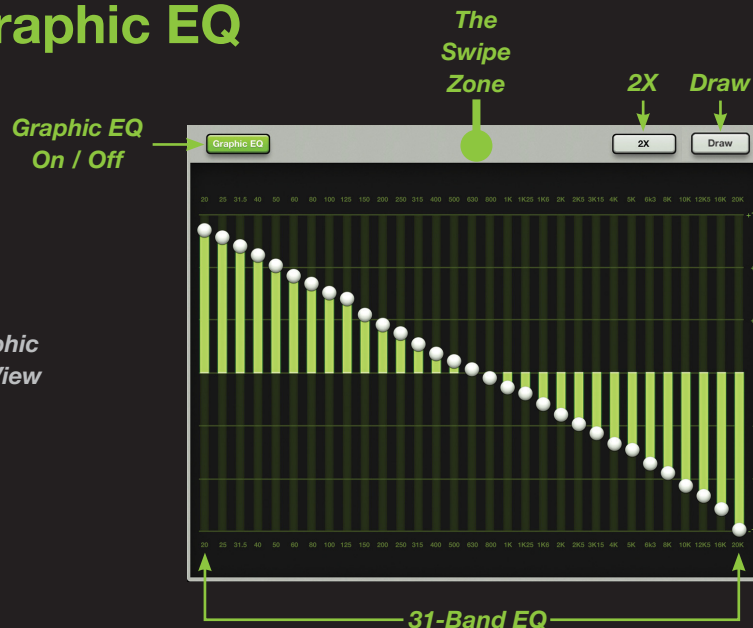 raphic EQ
The
Swipe
Zone
2X Draw
Graphic EQ
On / Off
Graphic EQ 2X Draw
20 25 31.5 40 50 60 80 100 125 150 200 250 315 400 500 630 800 1K 1K25 1K6 2K 2K5 3K15 4K 5K 6k3 8K 10K 12K5 16K 20K
phic
View
20 25 31.5 40 50 60 80 100 125 150 200 250 315 400 500 630 800 1K 1K25 1K6 2K 2K5 3K15 4K 5K 6k3 8K 10K 12K5 16K 20K
31-Band EQ